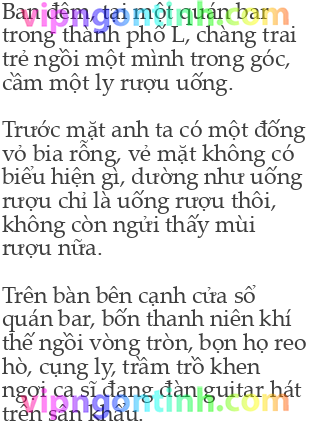 Ban đêm, tại một quán bar
trong thành phố L, chàng trai
trẻ ngồi một mình trong góc,
cầm một ly rượu uống.
Trước mặt anh ta có một đống
vỏ bia rỗng, vẻ mặt không có
biểu hiện gì, dường như uống
rượu chỉ là uống rượu thôi,
không còn ngửi thấy mùi
rượu nữa.
Trên bàn bên cạnh cửa sổ
quán bar, bốn thanh niên khí
thế ngồi vòng tròn, bọn họ reo
hò, cụng ly, trầm trồ khen
ngợi ca sĩ đang đàn guitar hát
trên sân khấu.
vipngontinh.com
vipngontinh.com